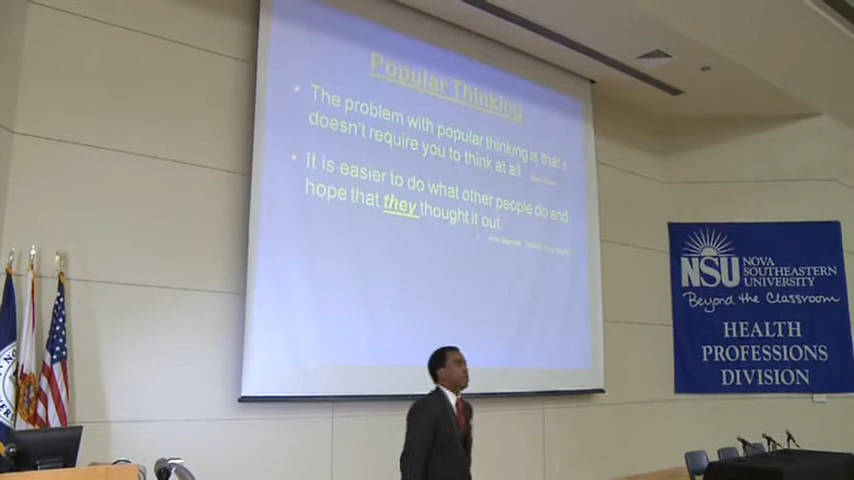 Popular Thinking
• The problem with popular thinking is that it
doesn't require you to think at all
• It is easier to do what other people do and
hope that they thought it out.
NSU
NOVA
SOUTHEASTERN
UNIVERSITY
Beyond the Classroom
HEALTH
PROFESSIONS
DIVISION